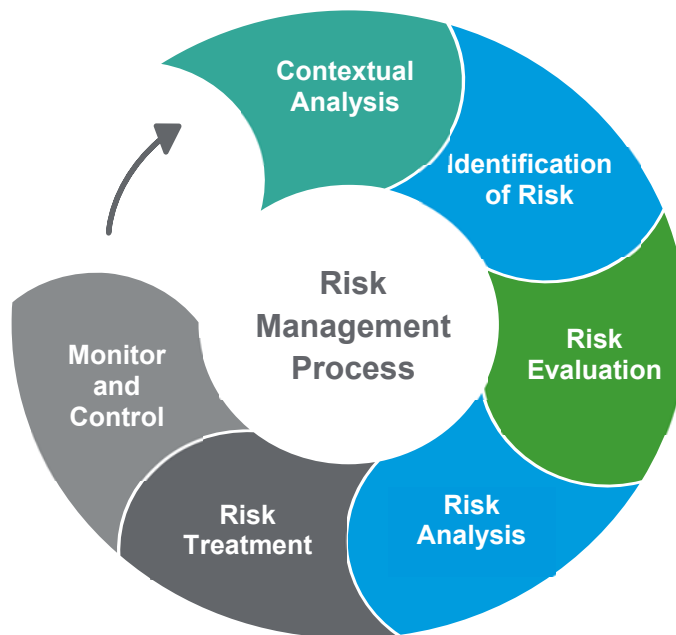 Contextual
Analysis
Identification
of Risk
Risk
Evaluation
Risk
Analysis
Risk
Treatment
Monitor
and
Control
Risk
Management
Process